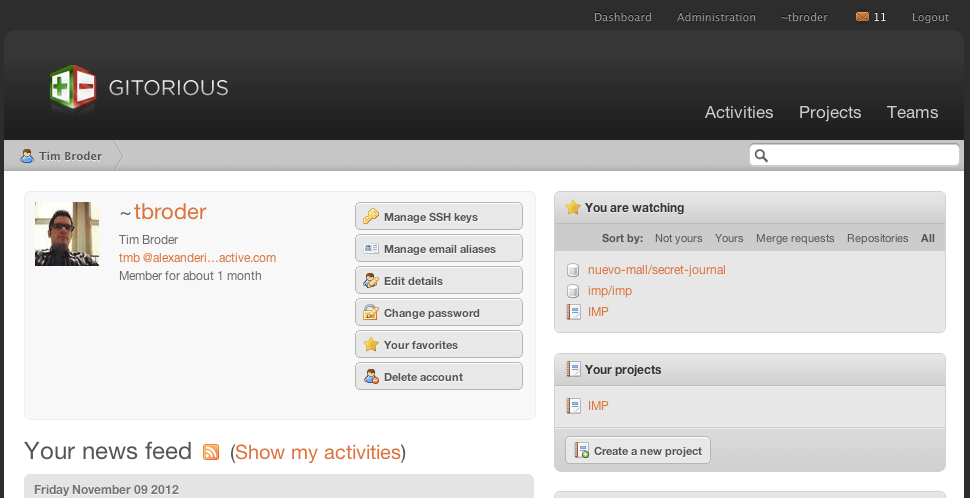 Dashboard Administration ~tbroder 11 Logout
GITORIOUS
Activities Projects Teams
Tim Broder
~tbroder
Tim Broder
tmb @alexanderi...active.com
Member for about 1 month
Manage SSH keys
Manage email aliases
Edit details
Change password
Your favorites
Delete account
Your news feed (Show my activities)
Friday November 09 2012
You are watching
Sort by: Not yours Yours Merge requests Repositories All
nuevo-mall/secret-journal
imp/imp
IMP
Your projects
IMP
Create a new project